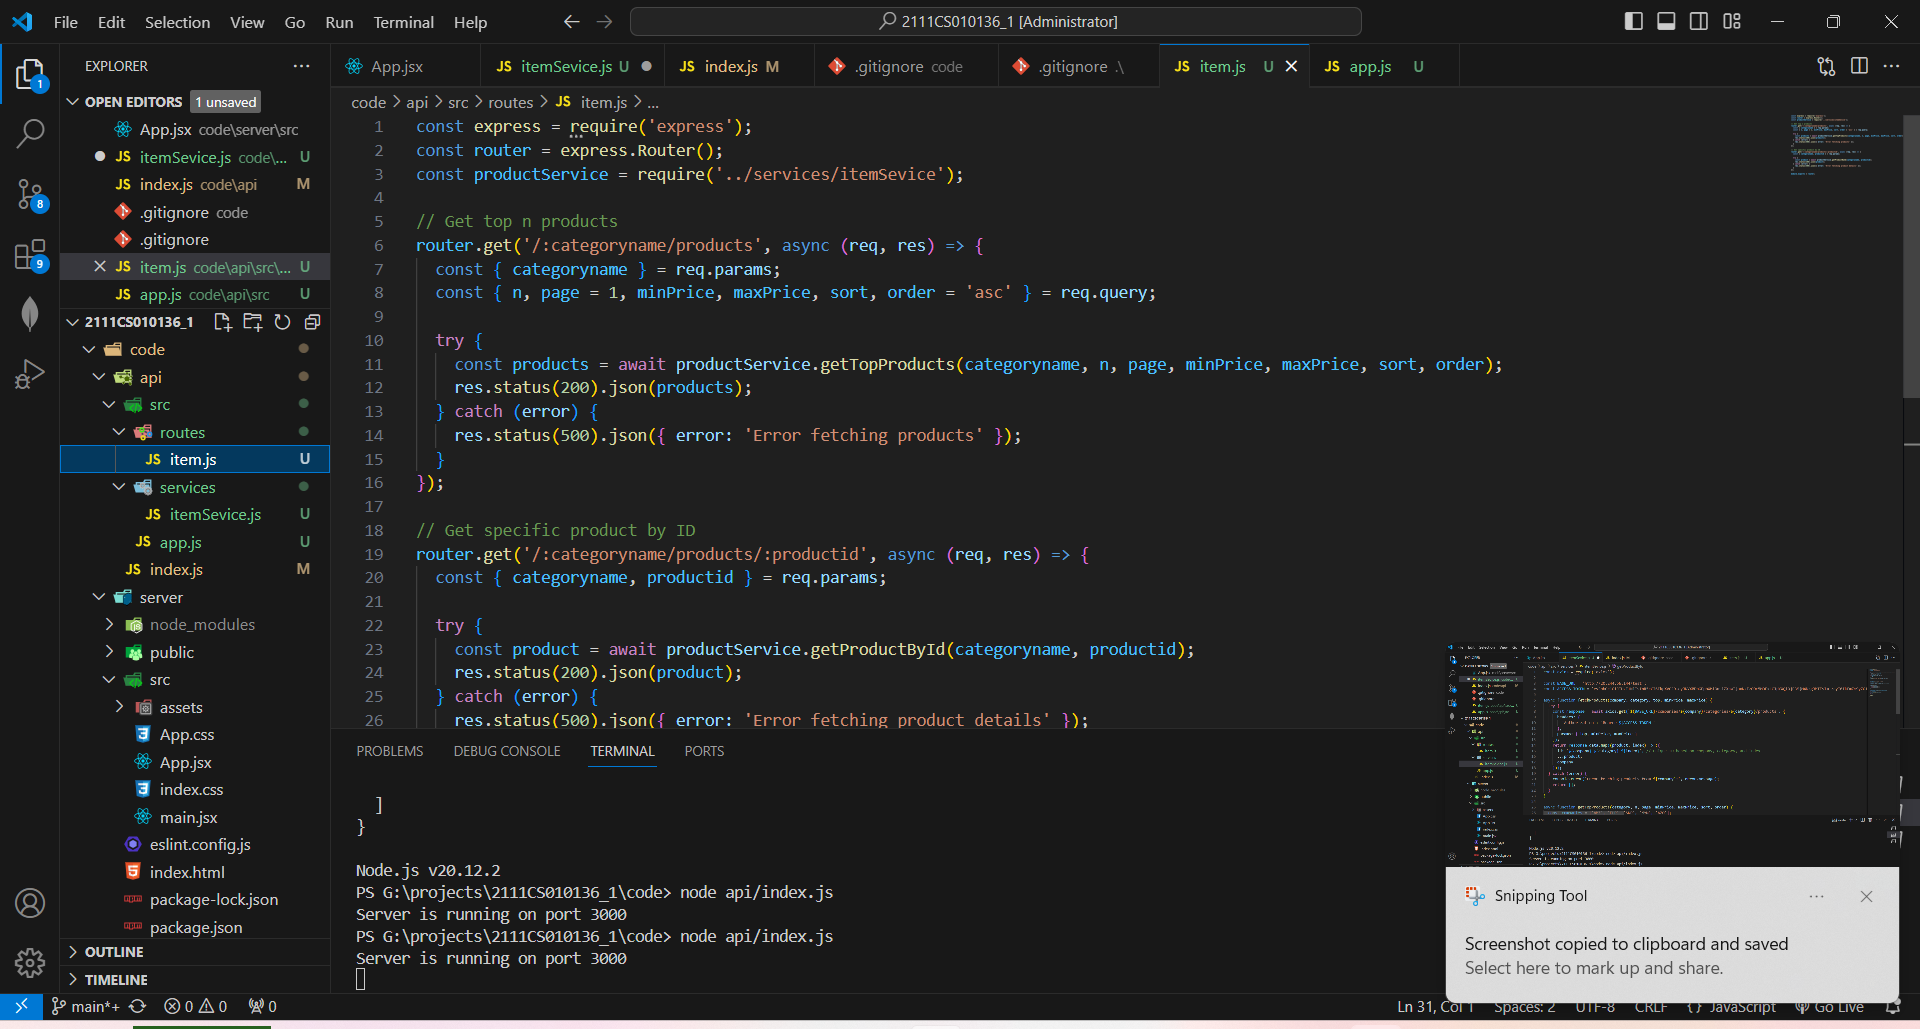 File Edit Selection View Go Run Terminal Help
2111CS010136_1 [Administrator]
EXPLORER
OPEN EDITORS 1 unsaved
App.jsx code\server\src
itemSevice.js code\... U
index.js code\api M
.gitignore code
.gitignore
item.js code\api\src\... U
app.js code\api\src U
2111CS010136_1
code
api
src
routes
item.js U
services
itemSevice.js U
app.js U
index.js M
server
node_modules
public
src
assets
App.css
App.jsx
index.css
main.jsx
eslint.config.js
index.html
package-lock.json
package.json
OUTLINE
TIMELINE
1
8
9
App.jsx
itemSevice.js U
index.js M
.gitignore code
.gitignore .\
item.js U
app.js U
code > api > src > routes > JS item.js > ...
1 const express = require('express');
2 const router = express.Router();
3 const productService = require('../services/itemSevice');
4
5 // Get top n products
6 router.get('/:categoryname/products', async (req, res) => {
7 const { categoryname } = req.params;
8 const { n, page = 1, minPrice, maxPrice, sort, order = 'asc' } = req.query;
9
10 try {
11 const products = await productService.getTopProducts(categoryname, n, page, minPrice, maxPrice, sort, order);
12 res.status(200).json(products);
13 } catch (error) {
14 res.status(500).json({ error: 'Error fetching products' });
15 }
16 });
17
18 // Get specific product by ID
19 router.get('/:categoryname/products/:productid', async (req, res) => {
20 const { categoryname, productid } = req.params;
21
22 try {
23 const product = await productService.getProductById(categoryname, productid);
24 res.status(200).json(product);
25 } catch (error) {
26 res.status(500).json({ error: 'Error fetching product details' });
PROBLEMS DEBUG CONSOLE TERMINAL PORTS
]
}
Node.js v20.12.2
PS G:\projects\2111CS010136_1\code> node api/index.js
Server is running on port 3000
PS G:\projects\2111CS010136_1\code> node api/index.js
Server is running on port 3000
Snipping Tool
Screenshot copied to clipboard and saved
Select here to mark up and share.
main*+ 0 0 0
Ln 31, Col 1 Spaces: 2 UTF-8 CRLF {} JavaScript Go Live